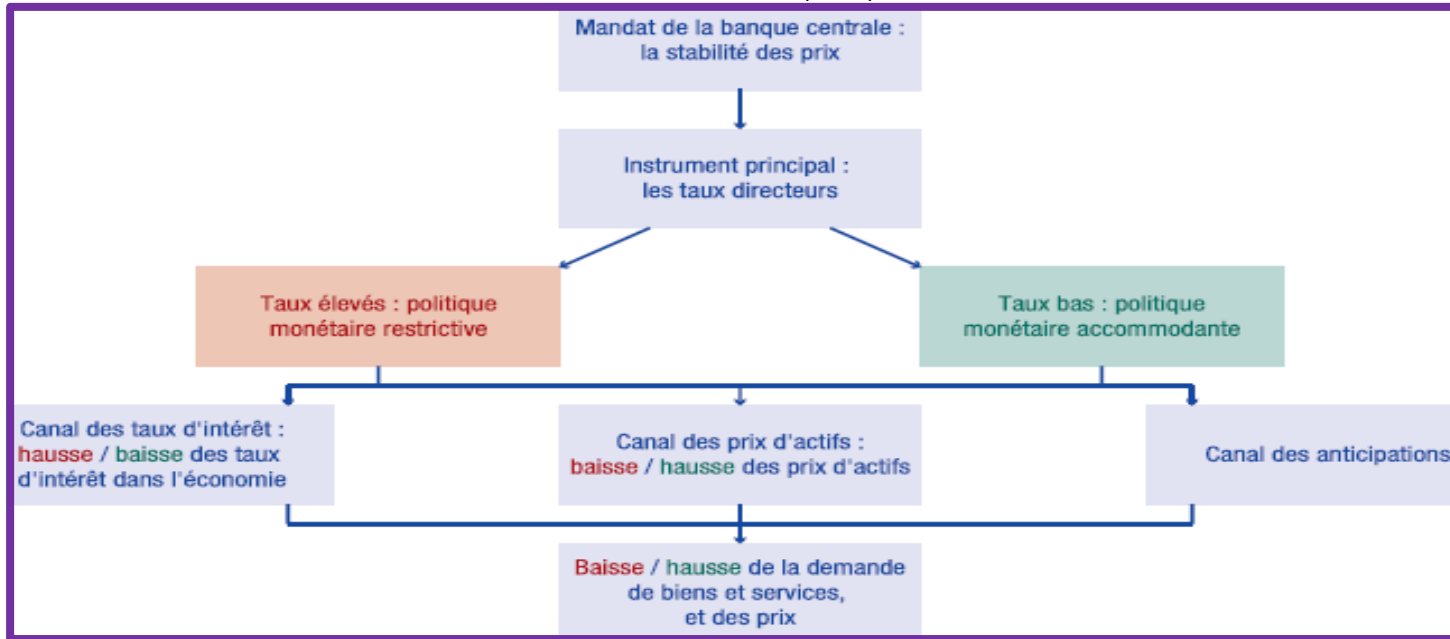 Mandat de la banque centrale :
la stabilité des prix
Instrument principal :
les taux directeurs
Taux élevés : politique
monétaire restrictive
Taux bas : politique
monétaire accommodante
Canal des taux d'intérêt :
hausse / baisse des taux
d'intérêt dans l'économie
Canal des prix d'actifs :
baisse / hausse des prix d'actifs
Canal des anticipations
Baisse / hausse de la demande
de biens et services,
et des prix